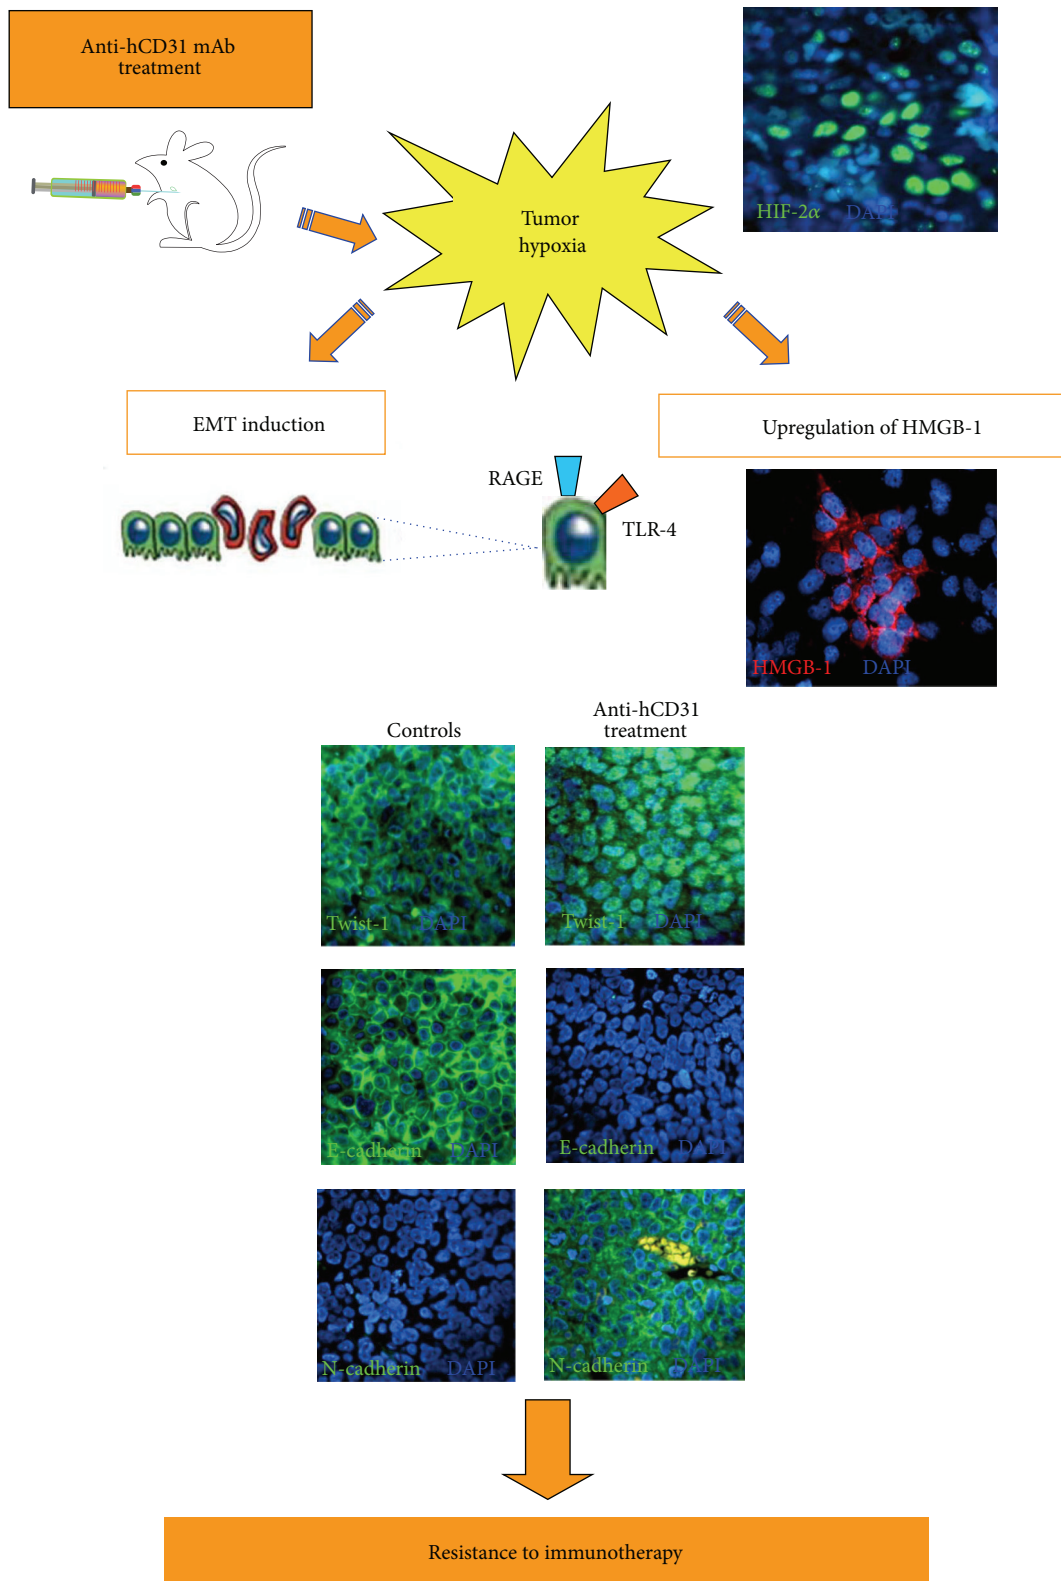 Anti-hCD31 mAb
treatment
HIF-2α DAPI
Tumor
hypoxia
EMT induction
Upregulation of HMGB-1
RAGE
TLR-4
HMGB-1 DAPI
Controls
Anti-hCD31
treatment
Twist-1 DAPI
Twist-1 DAPI
E-cadherin DAPI
E-cadherin DAPI
N-cadherin DAPI
N-cadherin DAPI
Resistance to immunotherapy